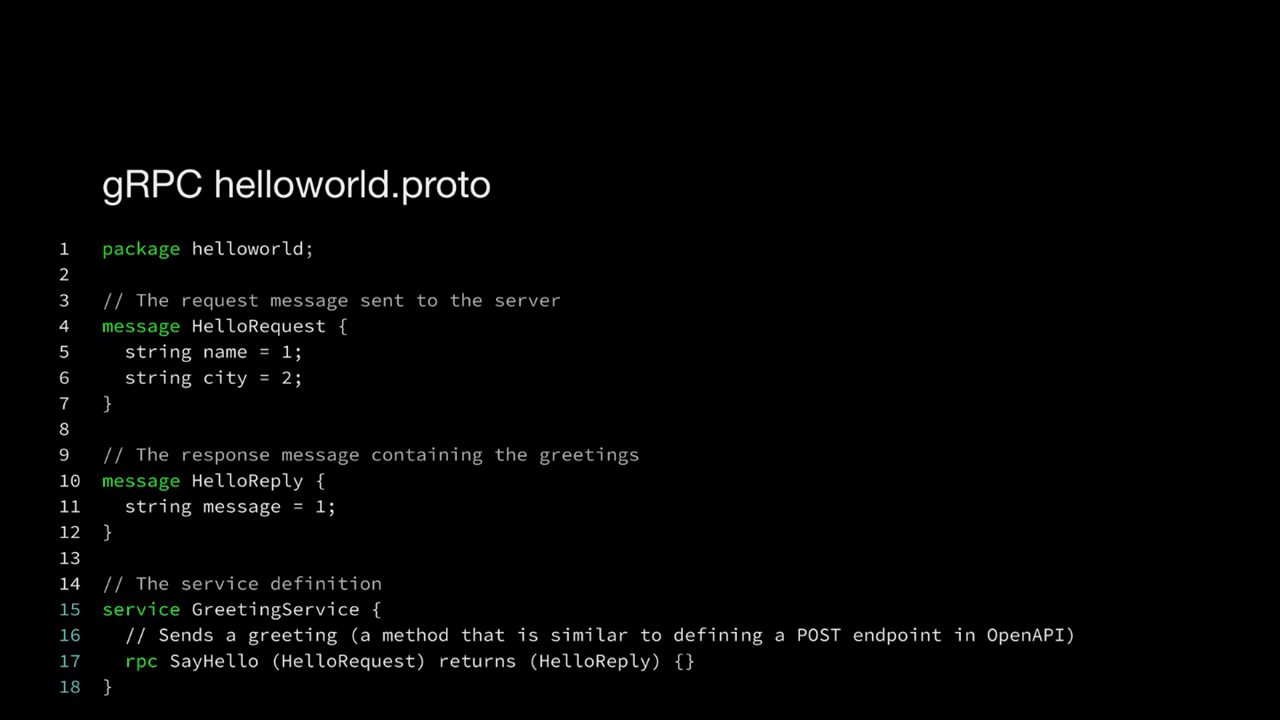 gRPC helloworld.proto
1 package helloworld;
2
3 // The request message sent to the server
4 message HelloRequest {
5   string name = 1;
6   string city = 2;
7 }
8
9 // The response message containing the greetings
10 message HelloReply {
11   string message = 1;
12 }
13
14 // The service definition
15 service GreetingService {
16   // Sends a greeting (a method that is similar to defining a POST endpoint in OpenAPI)
17   rpc SayHello (HelloRequest) returns (HelloReply) {}
18 }